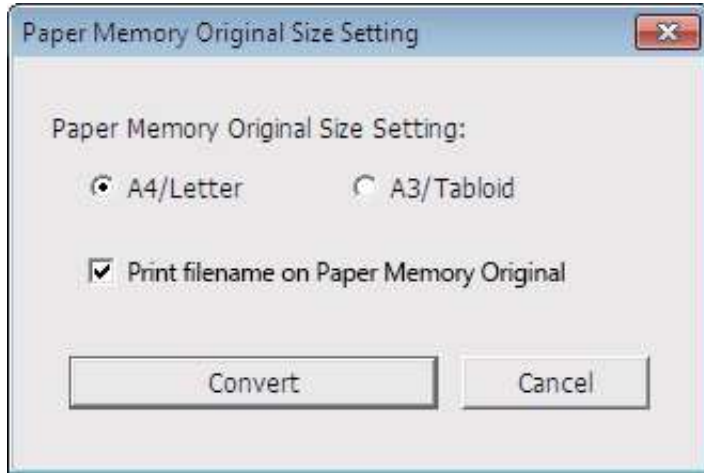 Paper Memory Original Size Setting
Paper Memory Original Size Setting:
A4/Letter A3/Tabloid
Print filename on Paper Memory Original
Convert Cancel